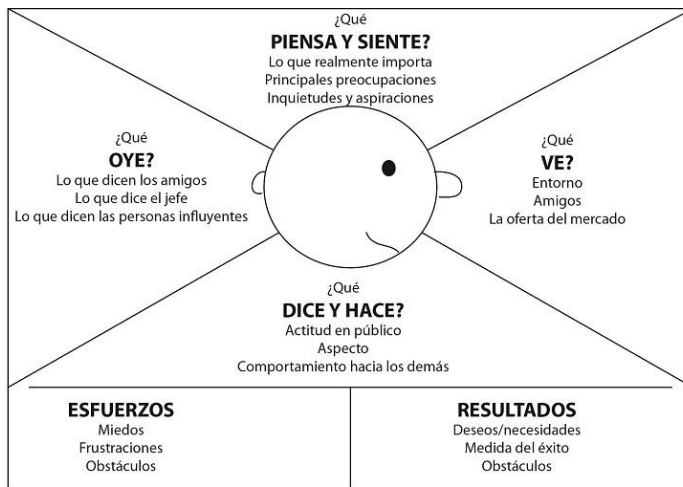 ¿Qué
PIENSA Y SIENTE?
Lo que realmente importa
Principales preocupaciones
Inquietudes y aspiraciones
¿Qué
OYE?
Lo que dicen los amigos
Lo que dice el jefe
Lo que dicen las personas influyentes
¿Qué
VE?
Entorno
Amigos
La oferta del mercado
¿Qué
DICE Y HACE?
Actitud en público
Aspecto
Comportamiento hacia los demás
ESFUERZOS
Miedos
Frustraciones
Obstáculos
RESULTADOS
Deseos/necesidades
Medida del éxito
Obstáculos